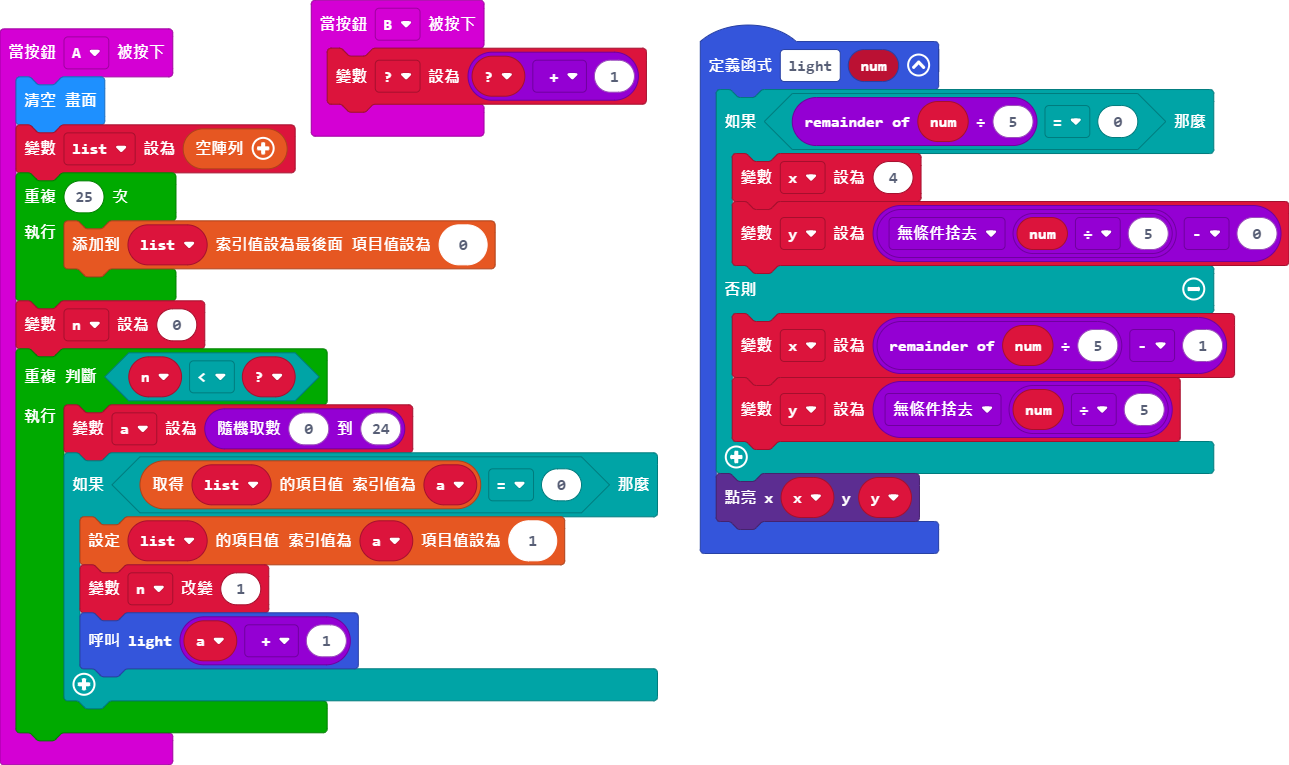 當按鈕 A 被按下
清空 畫面
變數 list 設為 空陣列
重複 25 次
執行
添加到 list 索引值設為最後面 項目值設為 0
變數 n 設為 0
重複 判斷 n < ?
執行
變數 a 設為 隨機取數 0 到 24
如果 取得 list 的項目值 索引值為 a = 0 那麼
設定 list 的項目值 索引值為 a 項目值設為 1
變數 n 改變 1
呼叫 light a + 1
當按鈕 B 被按下
變數 ? 設為 ? + 1
定義函式 light num
如果 remainder of num ÷ 5 = 0 那麼
變數 x 設為 4
變數 y 設為 無條件捨去 num ÷ 5 - 0
否則
變數 x 設為 remainder of num ÷ 5 - 1
變數 y 設為 無條件捨去 num ÷ 5
點亮 x x y y